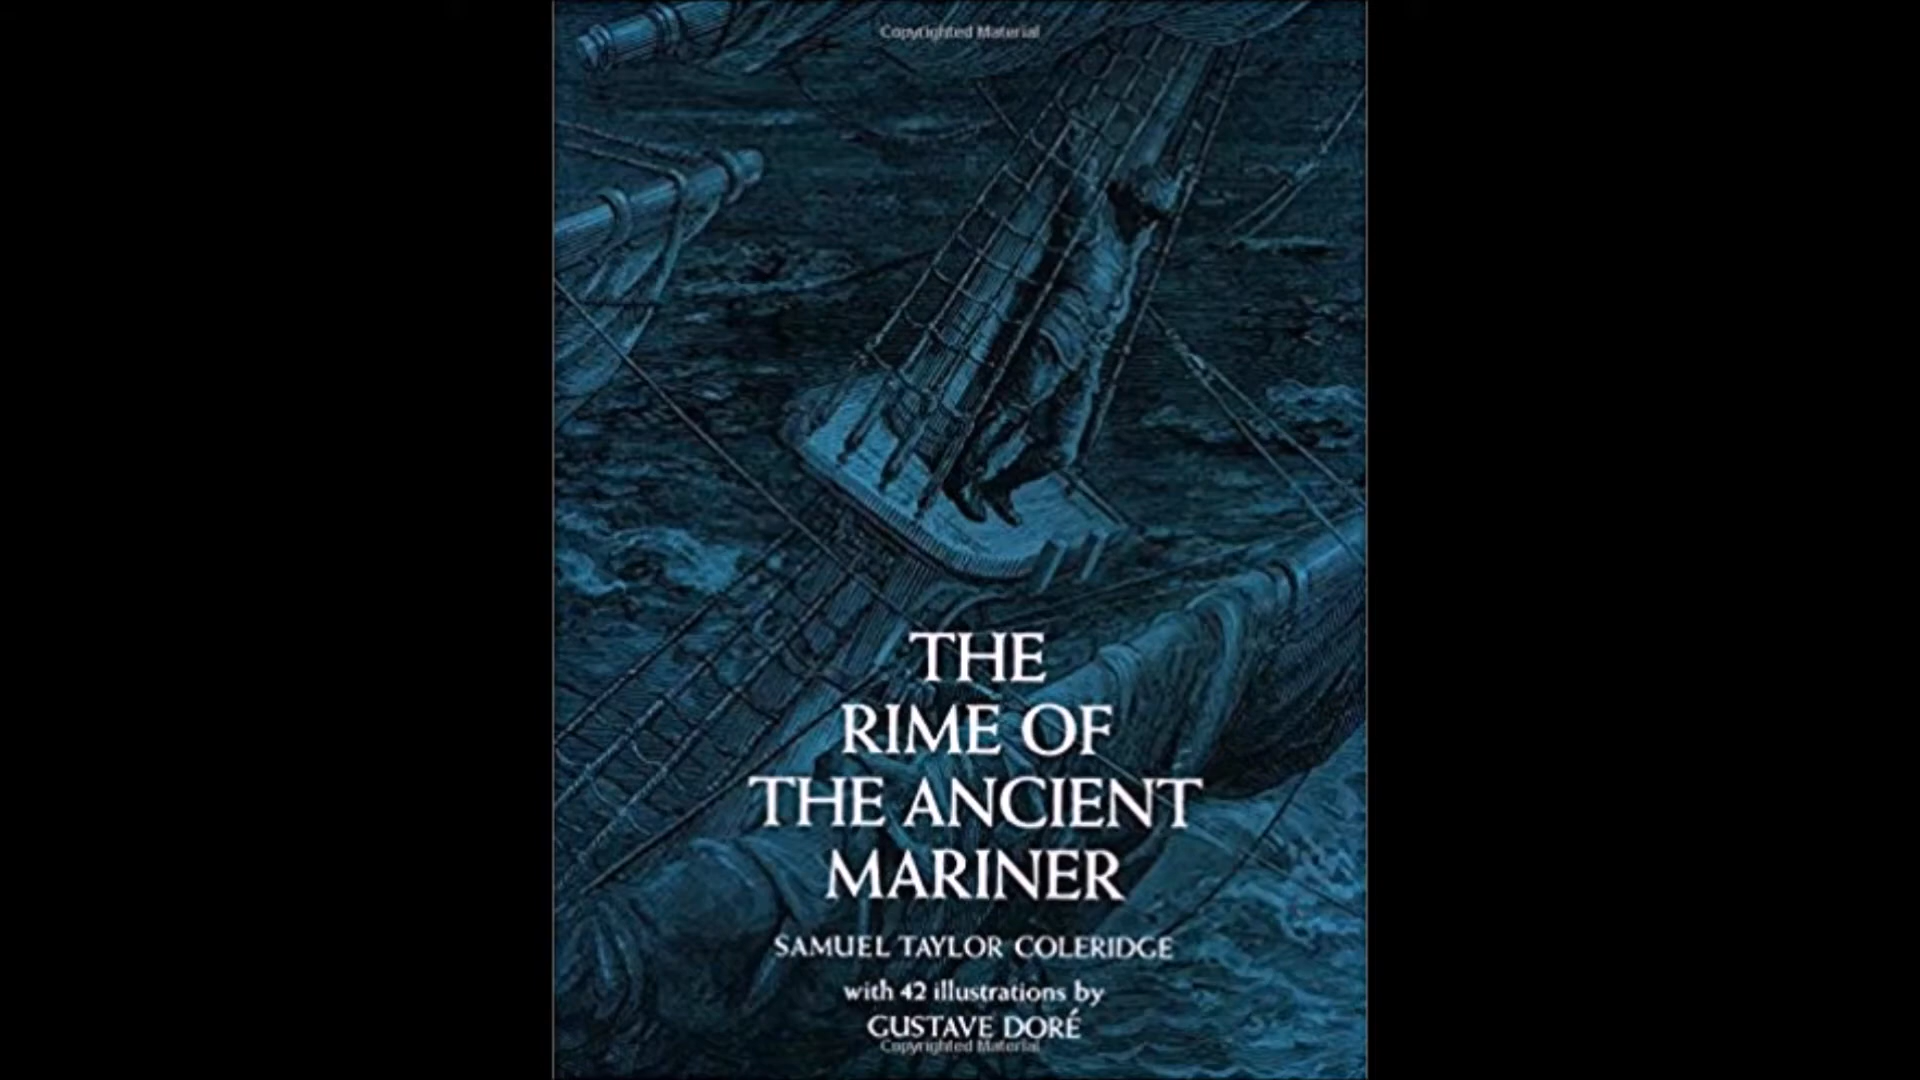 Copyrighted Material
THE
RIME OF
THE ANCIENT
MARINER
SAMUEL TAYLOR COLERIDGE
with 42 illustrations by
GUSTAVE DORÉ
Copyrighted Material